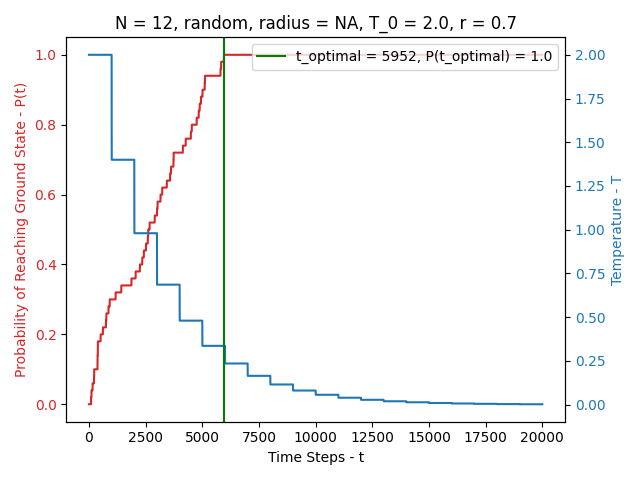 N = 12, random, radius = NA, T_0 = 2.0, r = 0.7
t_optimal = 5952, P(t_optimal) = 1.0
Probability of Reaching Ground State - P(t)
1.0
0.8
0.6
0.4
0.2
0.0
2.00
1.75
1.50
1.25
1.00
0.75
0.50
0.25
0.00
Temperature - T
0 2500 5000 7500 10000 12500 15000 17500 20000
Time Steps - t